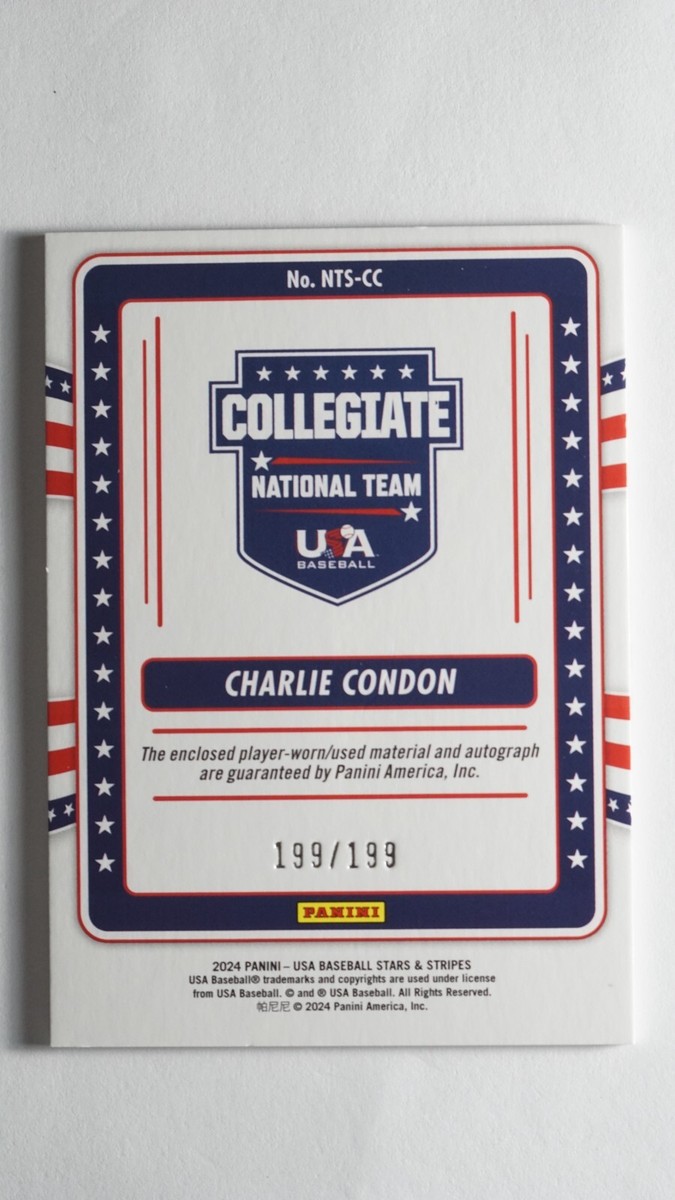 No. NTS-CC
COLLEGIATE
NATIONAL TEAM
USA
BASEBALL
CHARLIE CONDON
The enclosed player-worn/used material and autograph
are guaranteed by Panini America, Inc.
199/199
PANINI
2024 PANINI – USA BASEBALL STARS & STRIPES
USA Baseball® trademarks and copyrights are used under license
from USA Baseball. © and ® USA Baseball. All Rights Reserved.
帕尼尼 © 2024 Panini America, Inc.